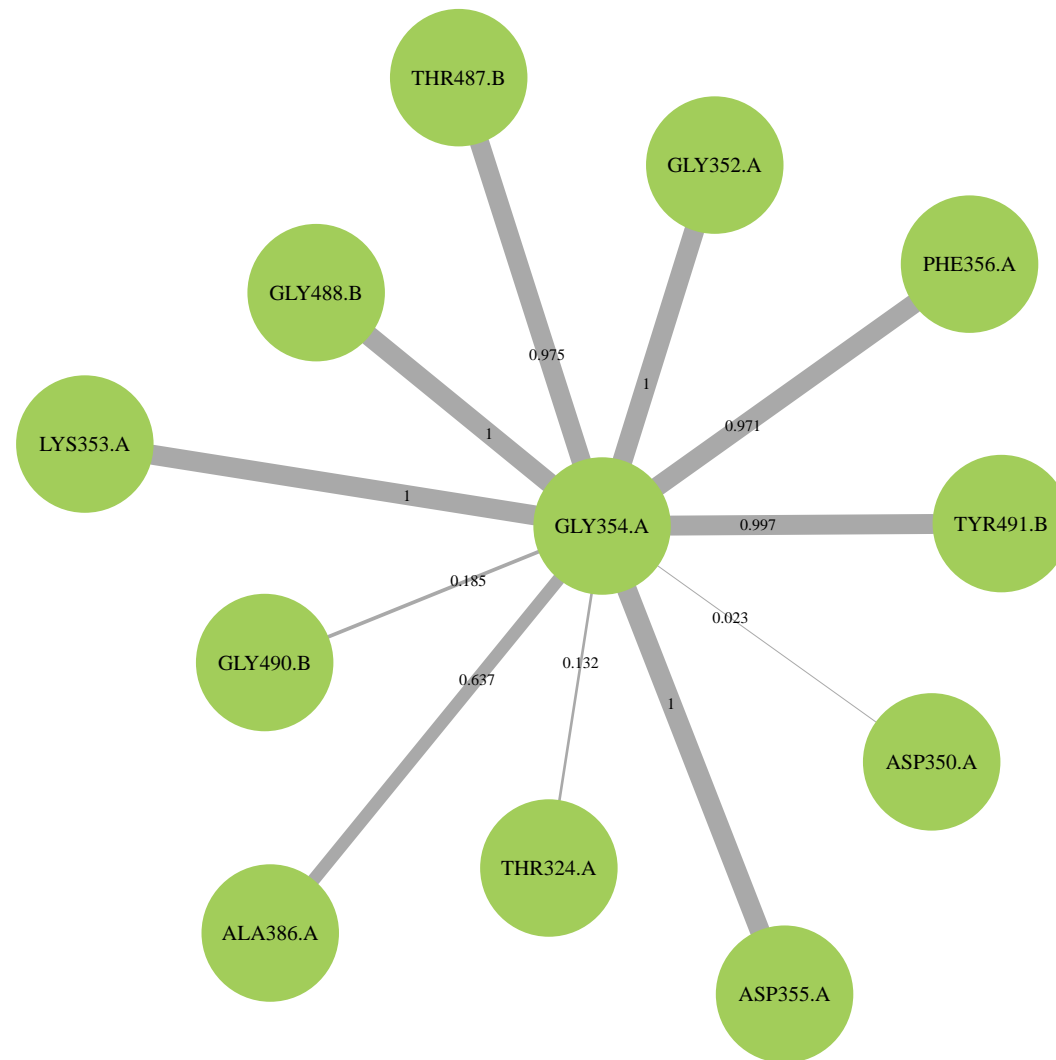 THR487.B
GLY352.A
PHE356.A
GLY488.B
0.975
1
0.971
1
LYS353.A
1
GLY354.A
0.997
TYR491.B
0.185
0.023
GLY490.B
0.132
0.637
1
ASP350.A
THR324.A
ALA386.A
ASP355.A